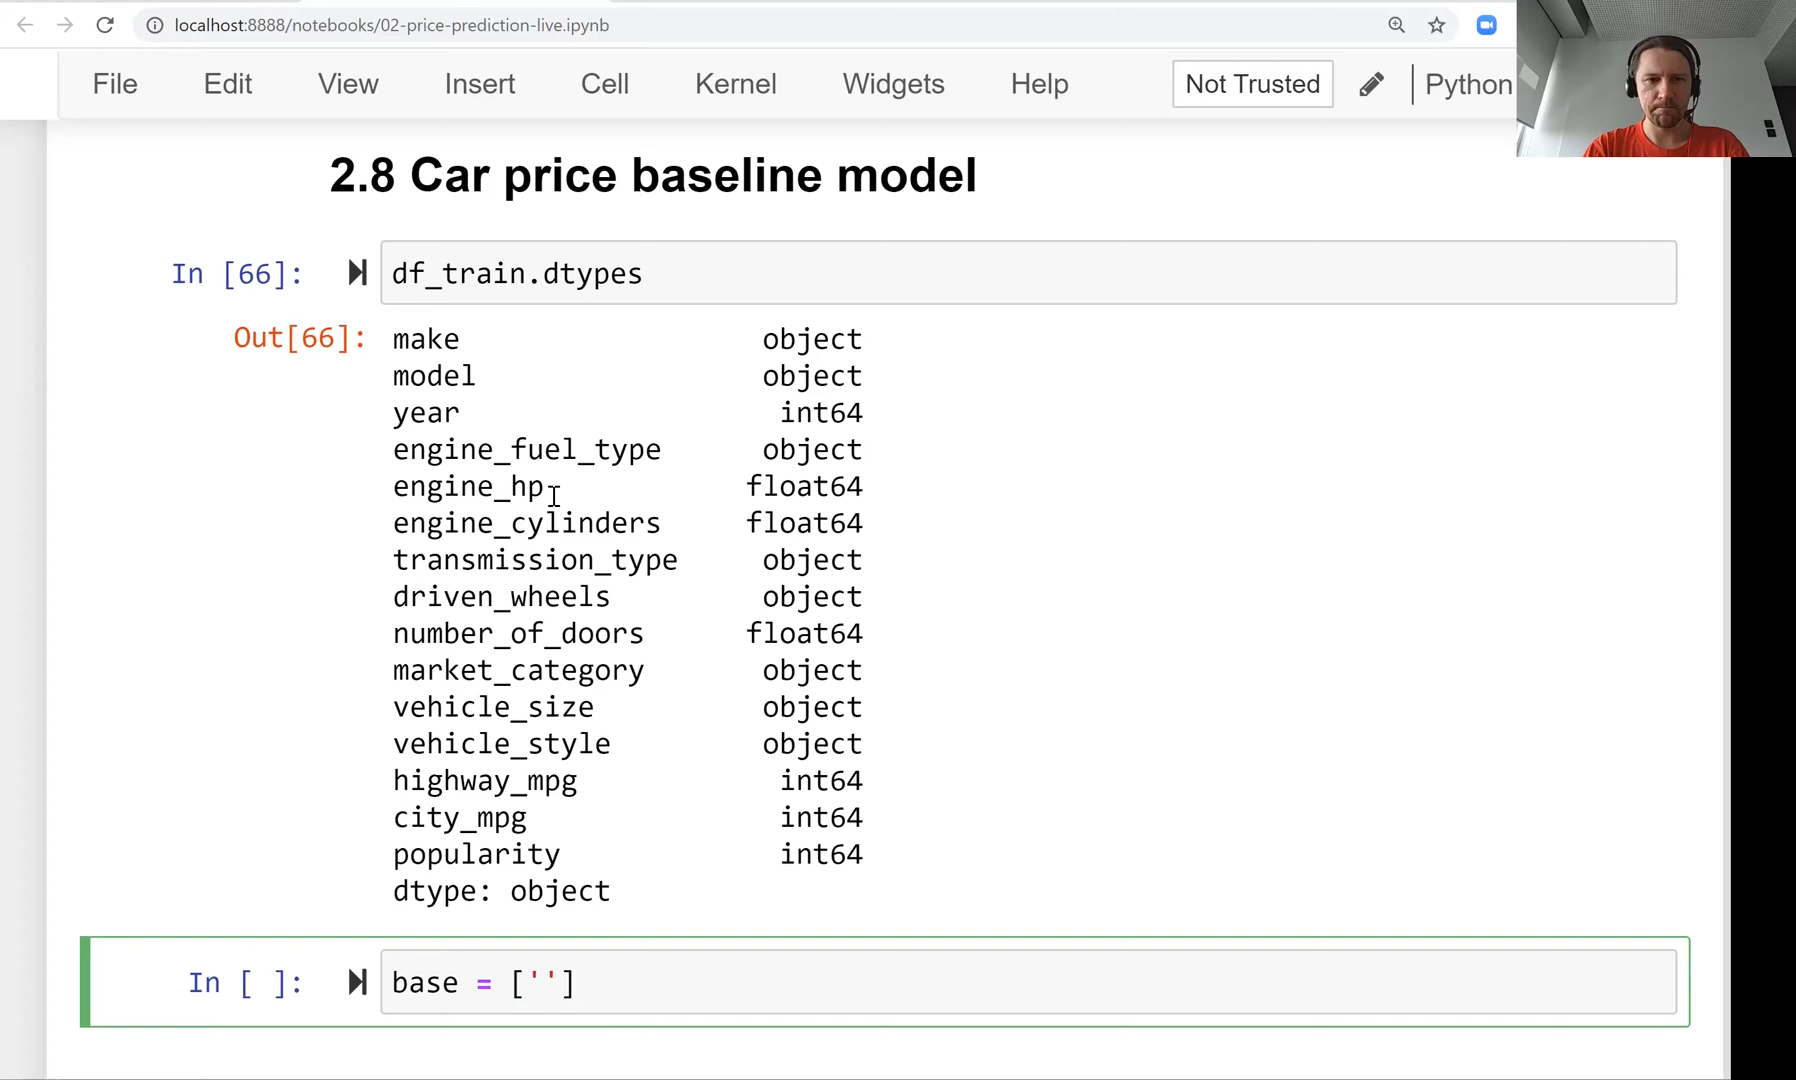 localhost:8888/notebooks/02-price-prediction-live.ipynb
File Edit View Insert Cell Kernel Widgets Help Not Trusted Python
2.8 Car price baseline model
In [66]: df_train.dtypes
Out[66]: make object
model object
year int64
engine_fuel_type object
engine_hp float64
engine_cylinders float64
transmission_type object
driven_wheels object
number_of_doors float64
market_category object
vehicle_size object
vehicle_style object
highway_mpg int64
city_mpg int64
popularity int64
dtype: object
In [ ]: base = ['']